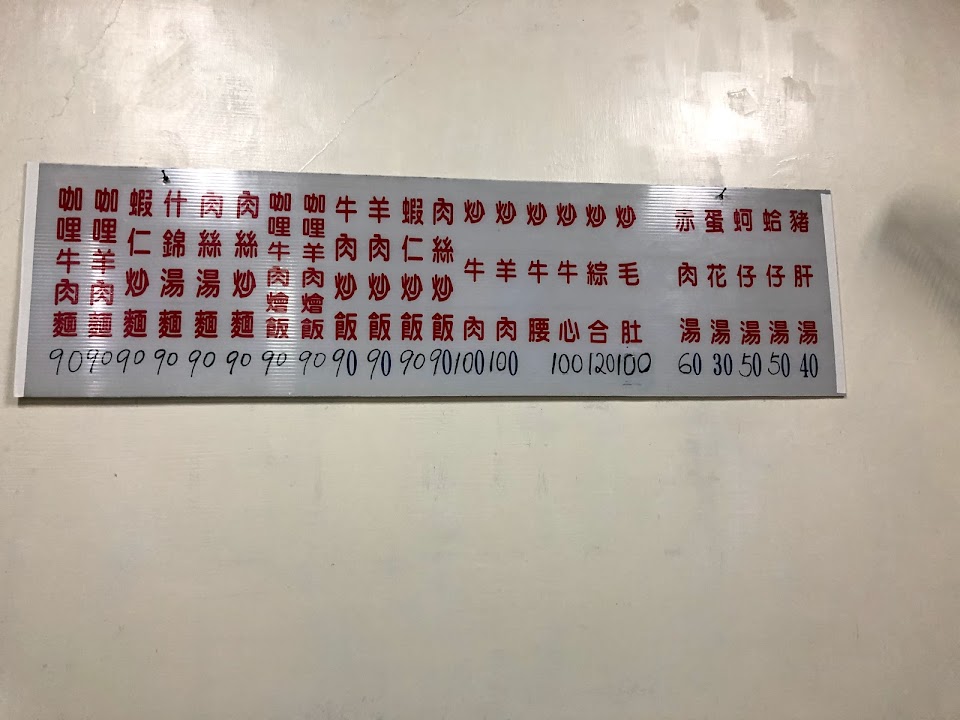 咖哩牛肉麵 90
咖哩羊肉麵 90
蝦仁炒麵 90
什錦湯麵 90
肉絲湯麵 90
肉絲炒麵 90
咖哩牛肉燴飯 90
咖哩羊肉燴飯 90
牛肉炒飯 90
羊肉炒飯 90
蝦仁炒飯 90
肉絲炒飯 90
炒牛肉 100
炒羊肉 100
炒牛腰
炒牛心 100
炒綜合 120
炒毛肚 100
赤肉湯 60
蛋花湯 30
蚵仔湯 50
蛤仔湯 50
豬肝湯 40